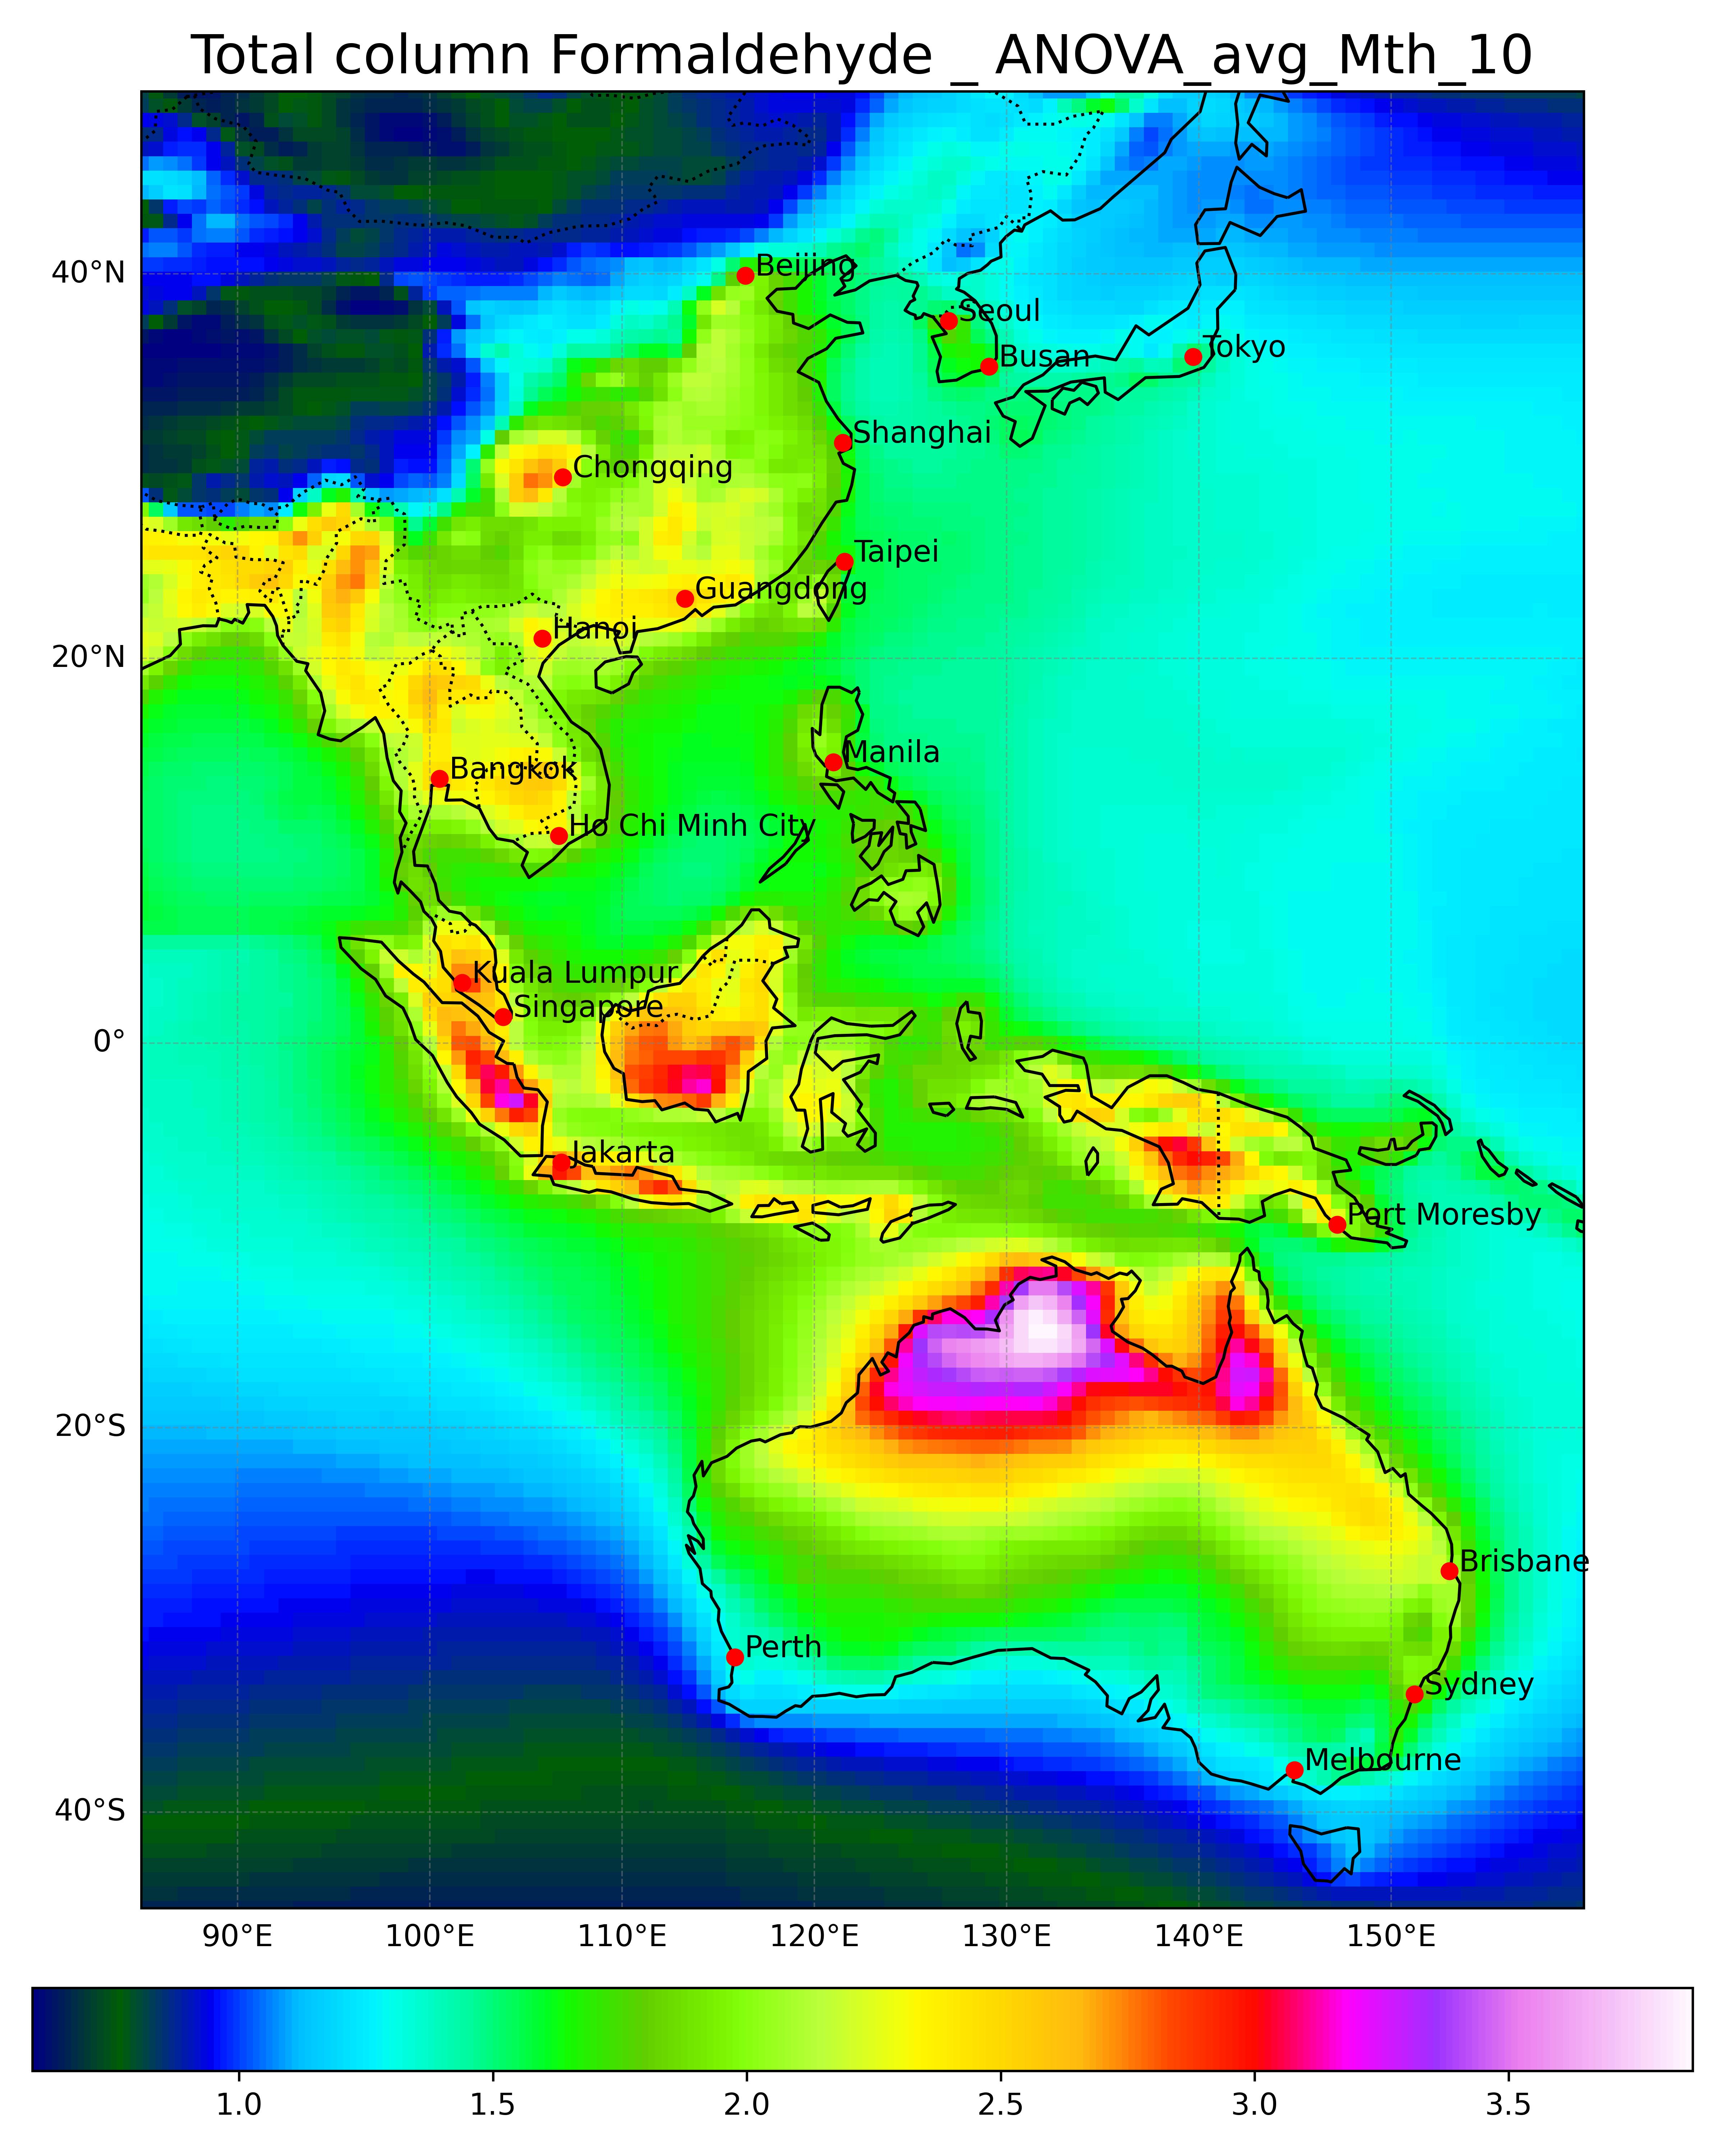 Total column Formaldehyde _ ANOVA_avg_Mth_10
40°N
20°N
0°
20°S
40°S
Beijing
Seoul
Busan
Tokyo
Shanghai
Chongqing
Taipei
Guangdong
Hanoi
Manila
Bangkok
Ho Chi Minh City
Kuala Lumpur
Singapore
Jakarta
Port Moresby
Brisbane
Perth
Sydney
Melbourne
90°E 100°E 110°E 120°E 130°E 140°E 150°E
1.0 1.5 2.0 2.5 3.0 3.5